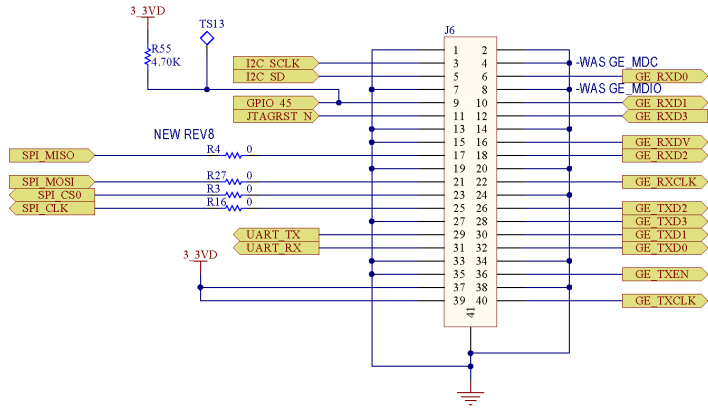 3_3VD
TS13
J6
R55
4.70K
1 2
I2C_SCLK 3 4 -WAS GE_MDC
I2C_SD 5 6 GE_RXD0
7 8 -WAS GE_MDIO
GPIO_45 9 10 GE_RXD1
JTAGRST_N 11 12 GE_RXD3
NEW REV8 13 14
15 16 GE_RXDV
SPI_MISO R4 0 17 18 GE_RXD2
19 20
SPI_MOSI R27 0 21 22 GE_RXCLK
SPI_CS0 R3 0 23 24
SPI_CLK R16 0 25 26 GE_TXD2
27 28 GE_TXD3
UART_TX 29 30 GE_TXD1
UART_RX 31 32 GE_TXD0
3_3VD 33 34
35 36 GE_TXEN
37 38
39 40 GE_TXCLK
41